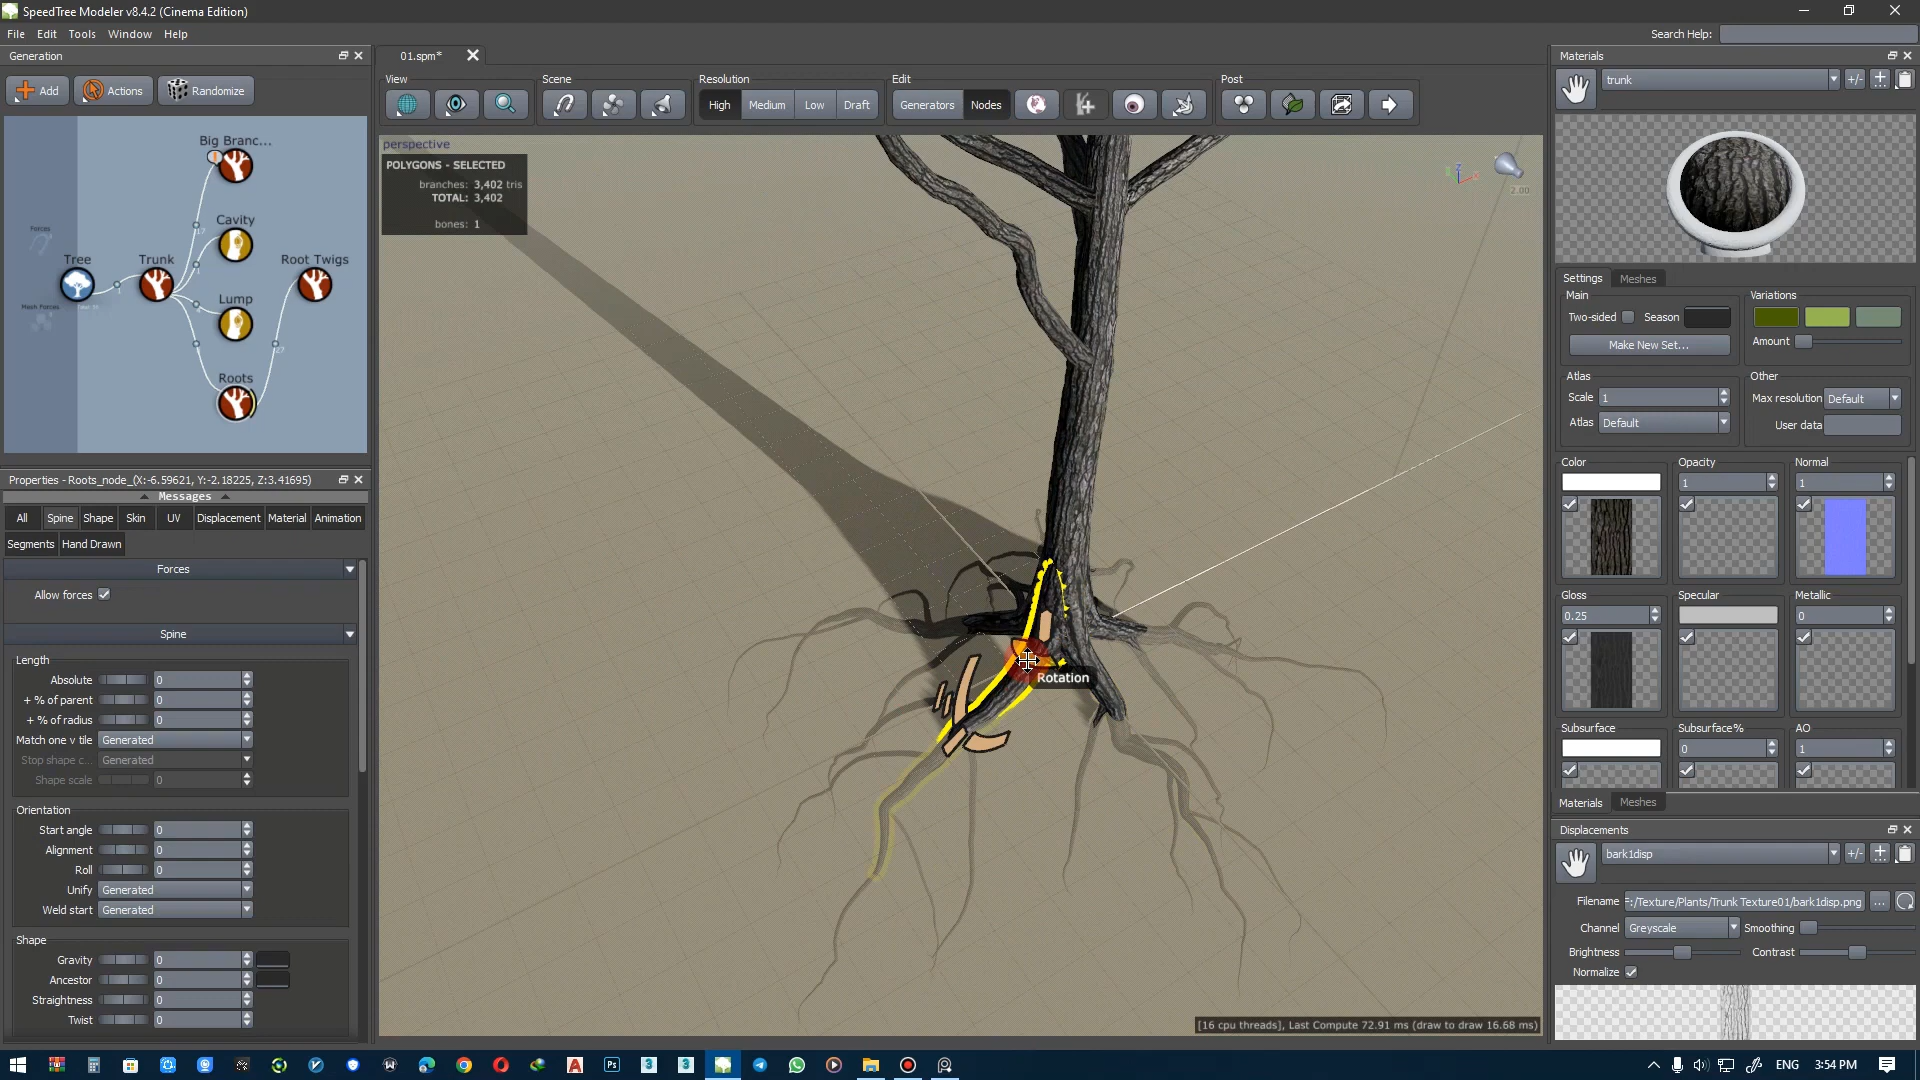 SpeedTree Modeler v8.4.2 (Cinema Edition)
File Edit Tools Window Help
Search Help:
Generation
Add Actions Randomize
Big Branc...
Cavity
Tree Trunk Root Twigs
Lump
Roots
Forces
Mesh Forces
17
1
27
Properties - Roots_node_(X:-6.59621, Y:-2.18225, Z:3.41695)
Messages
All Spine Shape Skin UV Displacement Material Animation
Segments Hand Drawn
Forces
Allow forces
Spine
Length
Absolute 0
+ % of parent 0
+ % of radius 0
Match one v tile Generated
Stop shape c... Generated
Shape scale 0
Orientation
Start angle 0
Alignment 0
Roll 0
Unify Generated
Weld start Generated
Shape
Gravity 0
Ancestor 0
Straightness 0
Twist 0
01.spm*
View Scene Resolution Edit Post
High Medium Low Draft Generators Nodes
perspective
POLYGONS - SELECTED
branches: 3,402 tris
TOTAL: 3,402
bones: 1
2.00
Rotation
[16 cpu threads], Last Compute 72.91 ms (draw to draw 16.68 ms)
Materials
trunk
+/-
Settings Meshes
Main Variations
Two-sided Season
Make New Set...
Amount
Atlas Other
Scale 1
Max resolution Default
Atlas Default
User data
Color Opacity Normal
1 1
Gloss Specular Metallic
0.25 0
Subsurface Subsurface% AO
0 1
Materials Meshes
Displacements
bark1disp
+/-
Filename F:/Texture/Plants/Trunk Texture01/bark1disp.png ...
Channel Greyscale Smoothing
Brightness Contrast
Normalize
ENG 3:54 PM